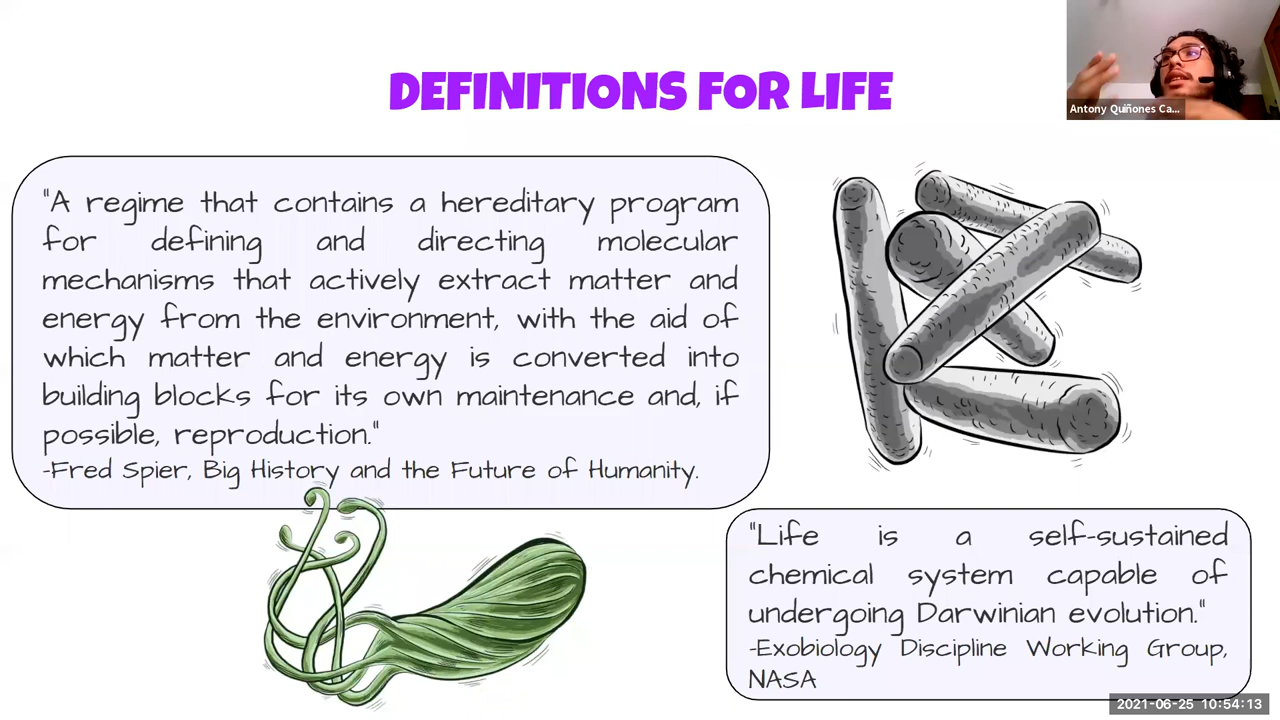 DEFINITIONS FOR LIFE
Antony Quiñones Ca...
"A regime that contains a hereditary program
for defining and directing molecular
mechanisms that actively extract matter and
energy from the environment, with the aid of
which matter and energy is converted into
building blocks for its own maintenance and, if
possible, reproduction."
-Fred Spier, Big History and the Future of Humanity.
"Life is a self-sustained
chemical system capable of
undergoing Darwinian evolution."
-Exobiology Discipline Working Group,
NASA
2021-06-25 10:54:13